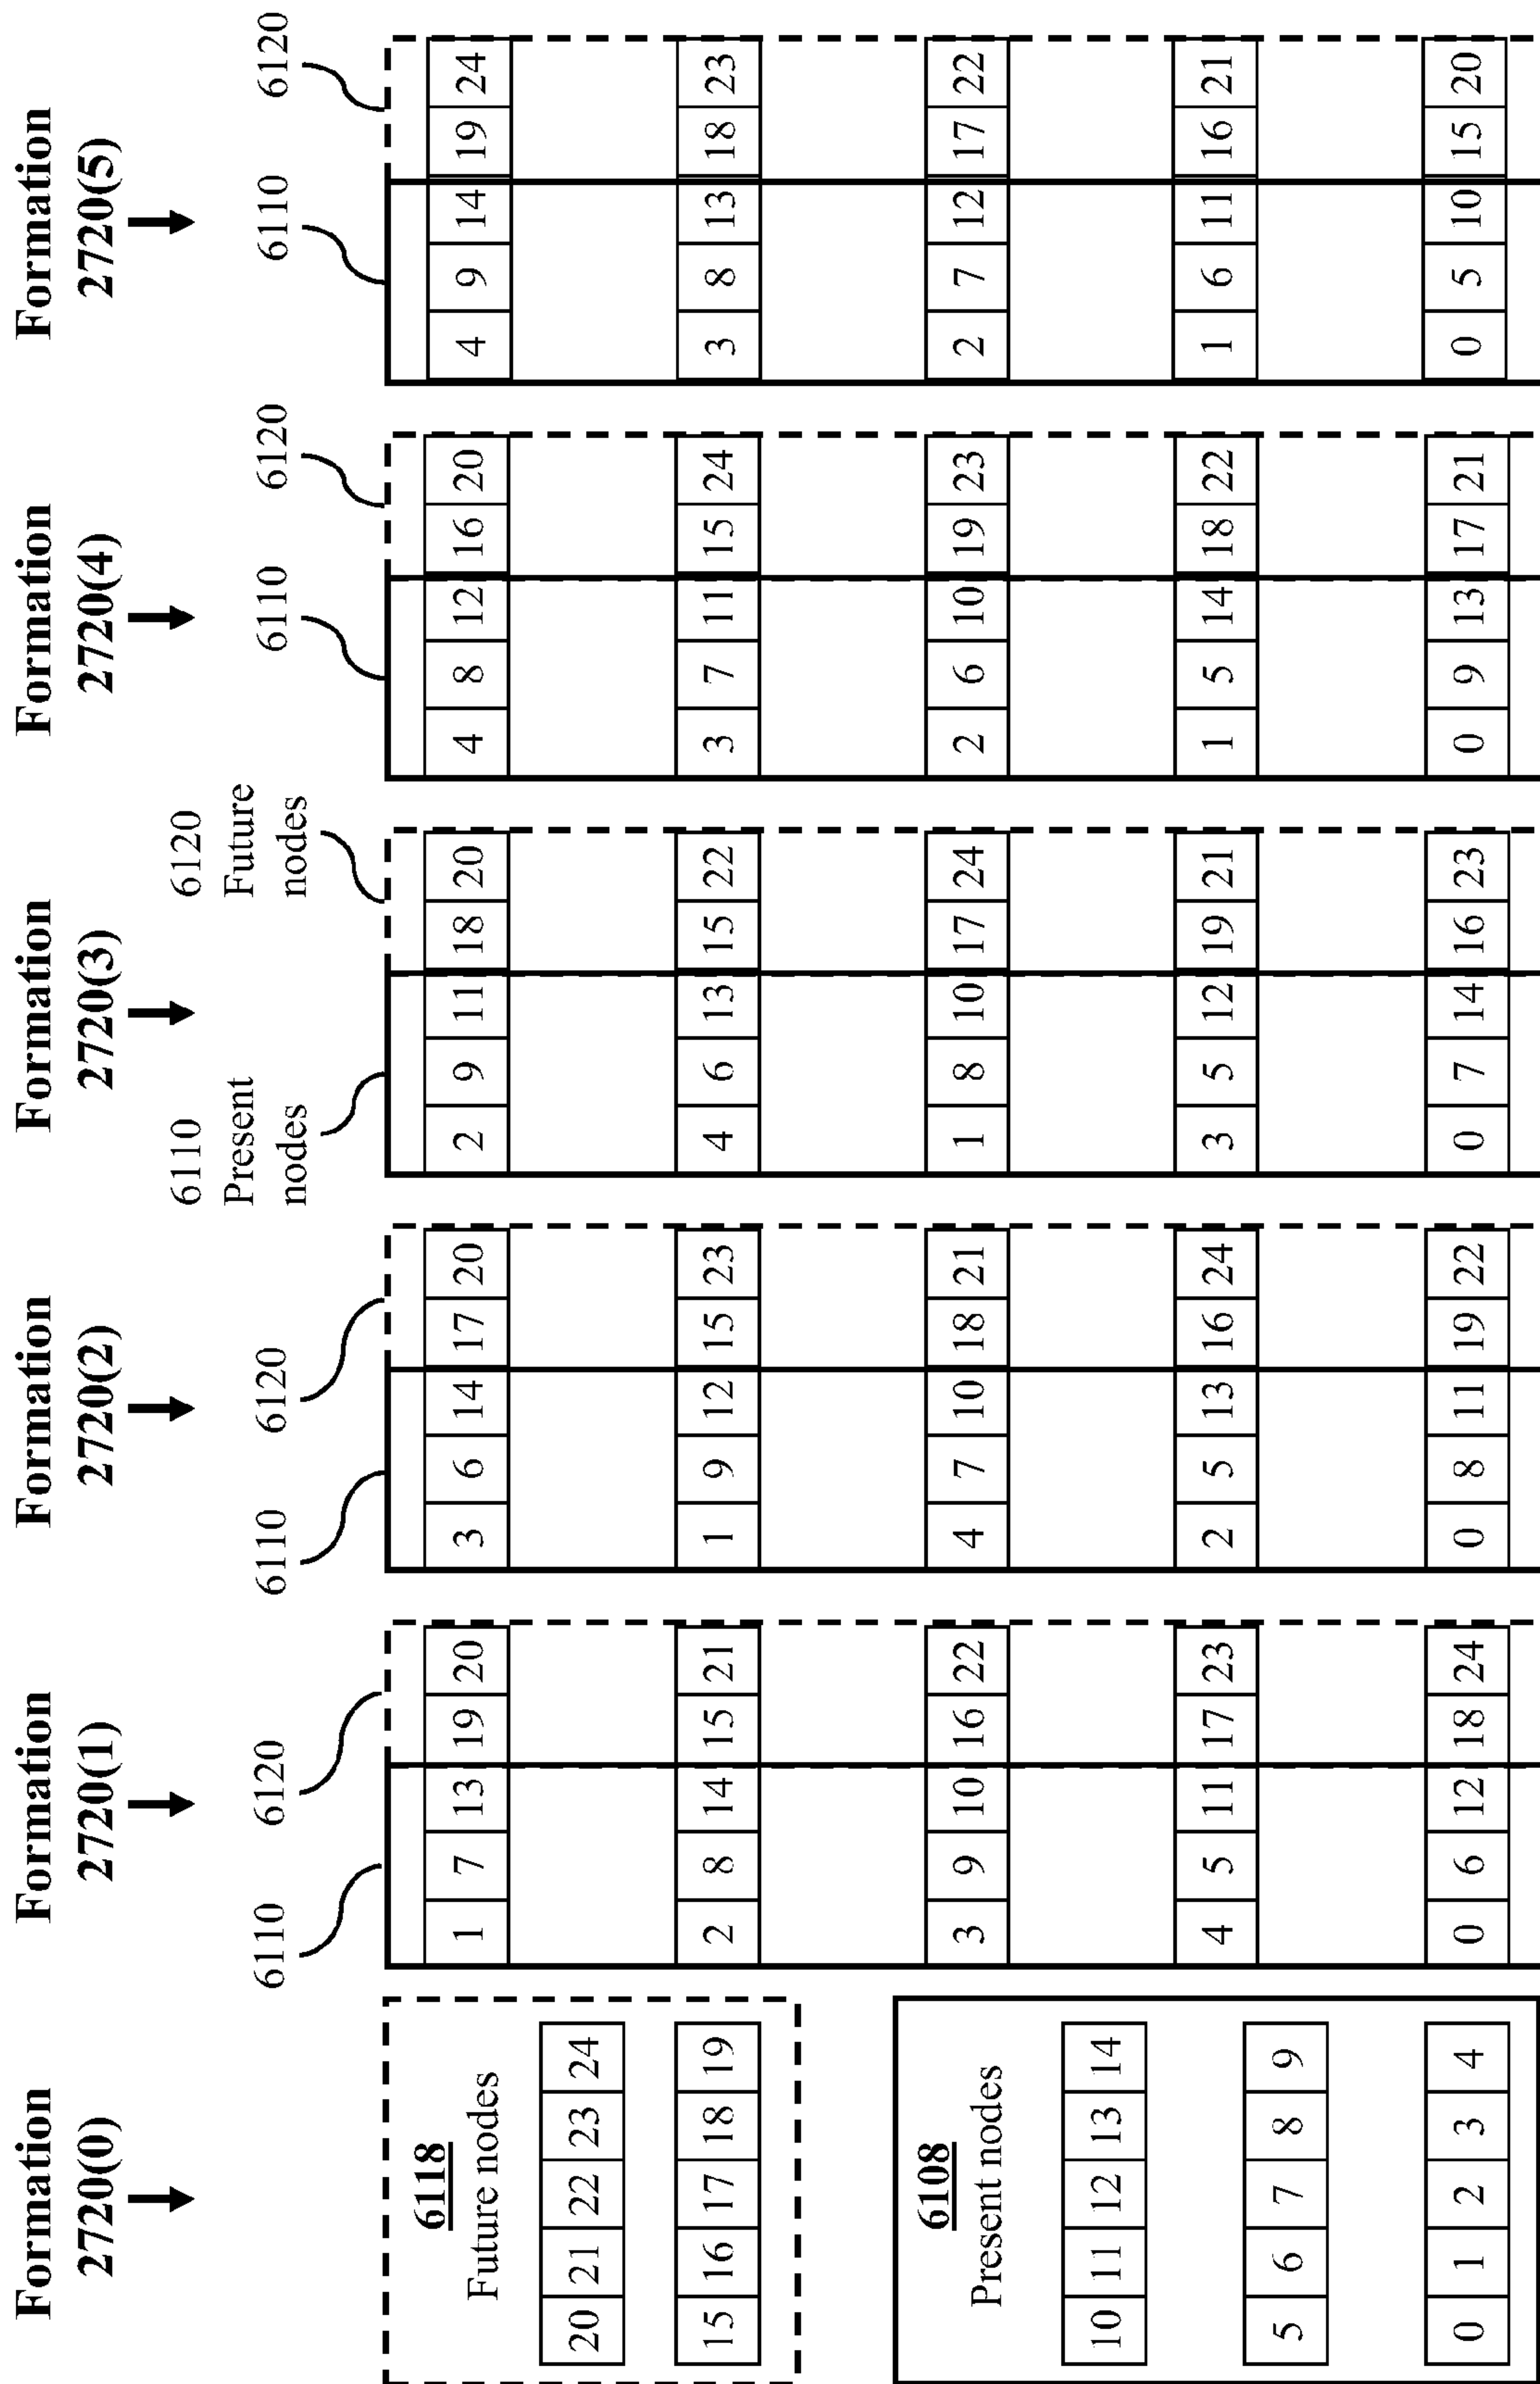 Formation
2720(0)
6118
Future nodes
20 21 22 23 24
15 16 17 18 19
6108
Present nodes
10 11 12 13 14
5 6 7 8 9
0 1 2 3 4
Formation
2720(1)
6110 6120
1 7 13 19 20
2 8 14 15 21
3 9 10 16 22
4 5 11 17 23
0 6 12 18 24
Formation
2720(2)
6110 6120
3 6 14 17 20
1 9 12 15 23
4 7 10 18 21
2 5 13 16 24
0 8 11 19 22
Formation
2720(3)
6110
Present
nodes
6120
Future
nodes
2 9 11 18 20
4 6 13 15 22
1 8 10 17 24
3 5 12 19 21
0 7 14 16 23
Formation
2720(4)
6110 6120
4 8 12 16 20
3 7 11 15 24
2 6 10 19 23
1 5 14 18 22
0 9 13 17 21
Formation
2720(5)
6110 6120
4 9 14 19 24
3 8 13 18 23
2 7 12 17 22
1 6 11 16 21
0 5 10 15 20